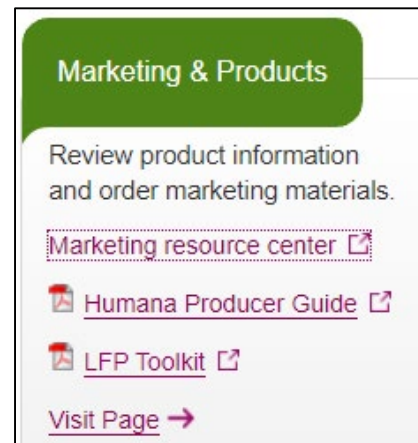 Marketing & Products
Review product information
and order marketing materials.
Marketing resource center
Humana Producer Guide
LFP Toolkit
Visit Page